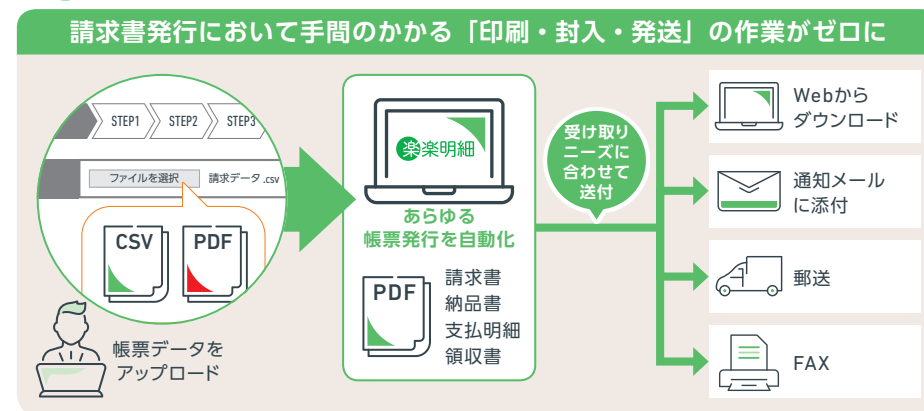 請求書発行において手間のかかる「印刷・封入・発送」の作業がゼロに
STEP1
STEP2
STEP3
ファイルを選択
請求データ.csv
CSV
PDF
帳票データを
アップロード
楽楽明細
あらゆる
帳票発行を自動化
PDF
請求書
納品書
支払明細
領収書
受け取り
ニーズに
合わせて
送付
Webから
ダウンロード
通知メール
に添付
郵送
FAX